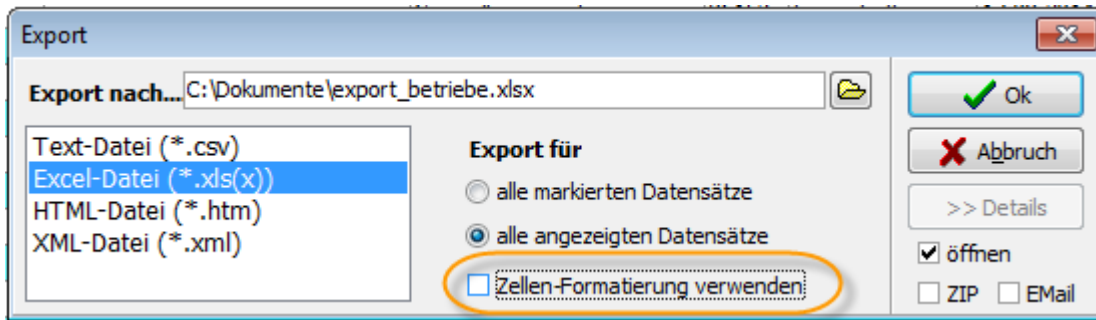 Export
Export nach... C:\Dokumente\export_betriebe.xlsx
Text-Datei (*.csv)
Excel-Datei (*.xls(x))
HTML-Datei (*.htm)
XML-Datei (*.xml)
Export für
alle markierten Datensätze
alle angezeigten Datensätze
Zellen-Formatierung verwenden
Ok
Abbruch
>> Details
öffnen
ZIP EMail